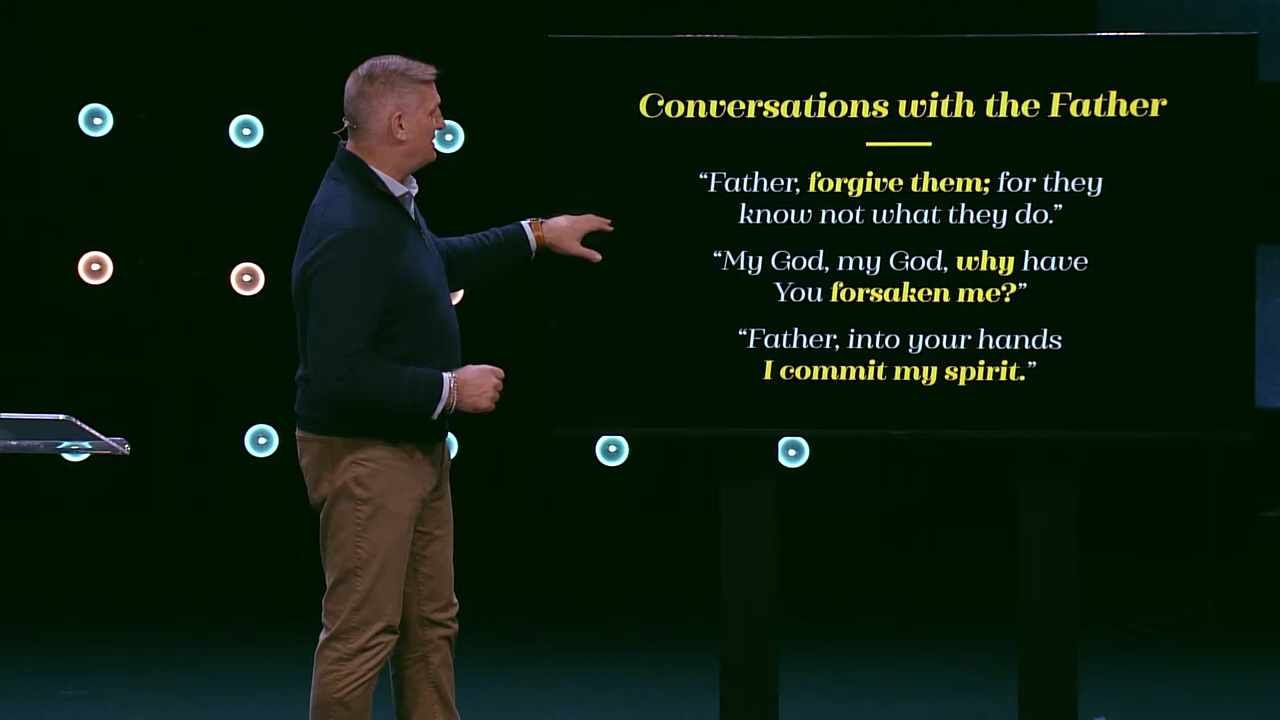 Conversations with the Father
“Father, forgive them; for they
know not what they do.”
“My God, my God, why have
You forsaken me?”
“Father, into your hands
I commit my spirit.”